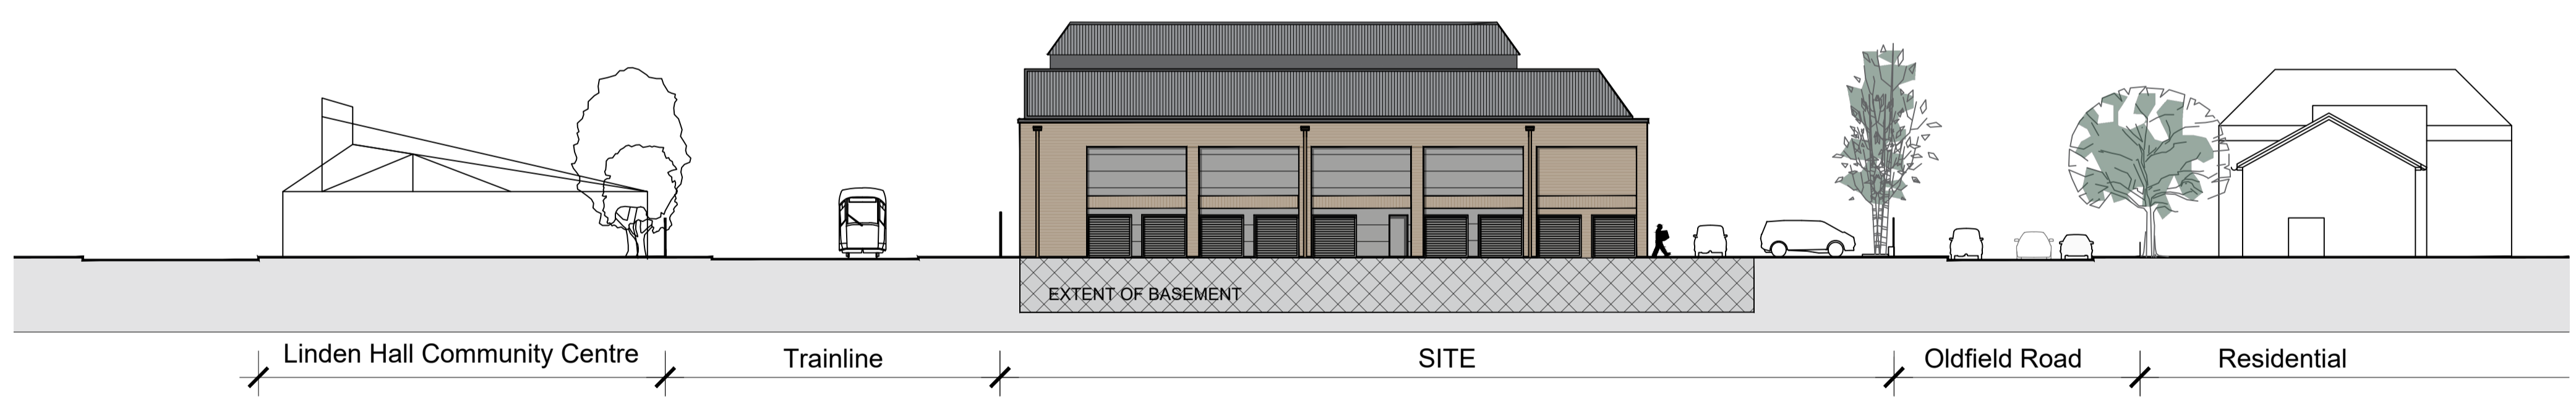 EXTENT OF BASEMENT
Linden Hall Community Centre
Trainline
SITE
Oldfield Road
Residential